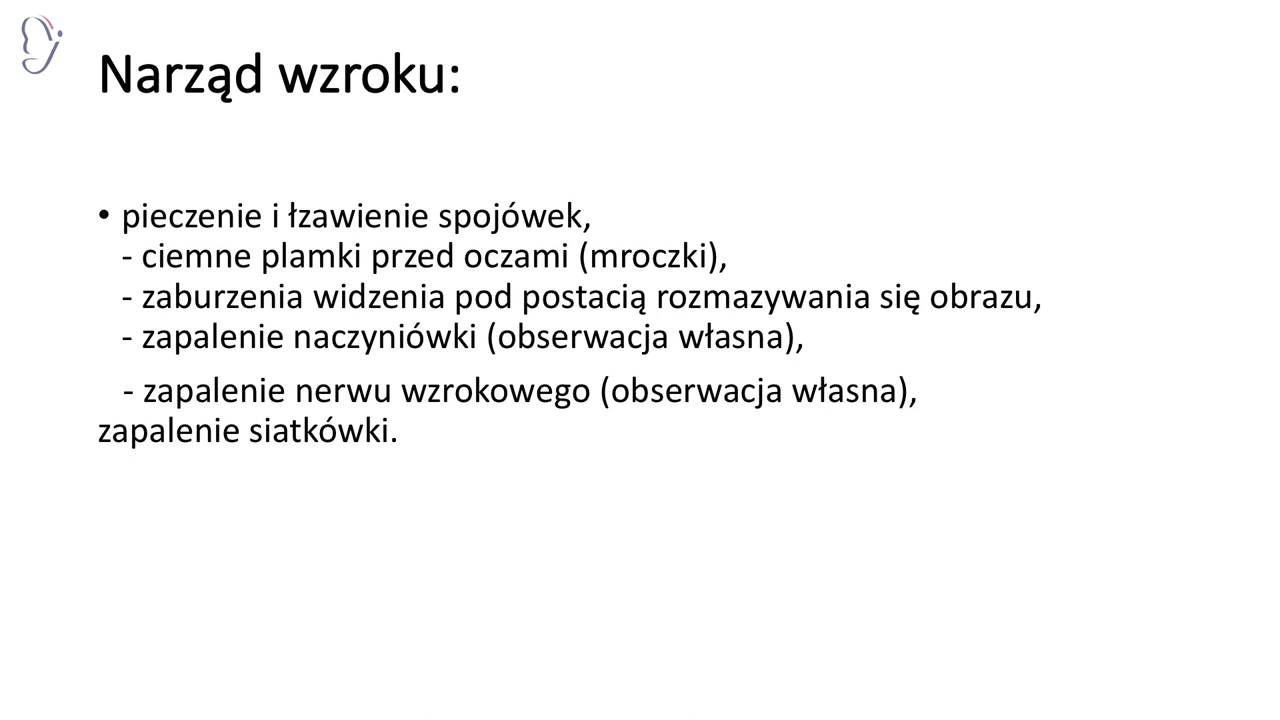 Narząd wzroku:
• pieczenie i łzawienie spojówek,
- ciemne plamki przed oczami (mroczki),
- zaburzenia widzenia pod postacią rozmazywania się obrazu,
- zapalenie naczyniówki (obserwacja własna),
- zapalenie nerwu wzrokowego (obserwacja własna),
zapalenie siatkówki.